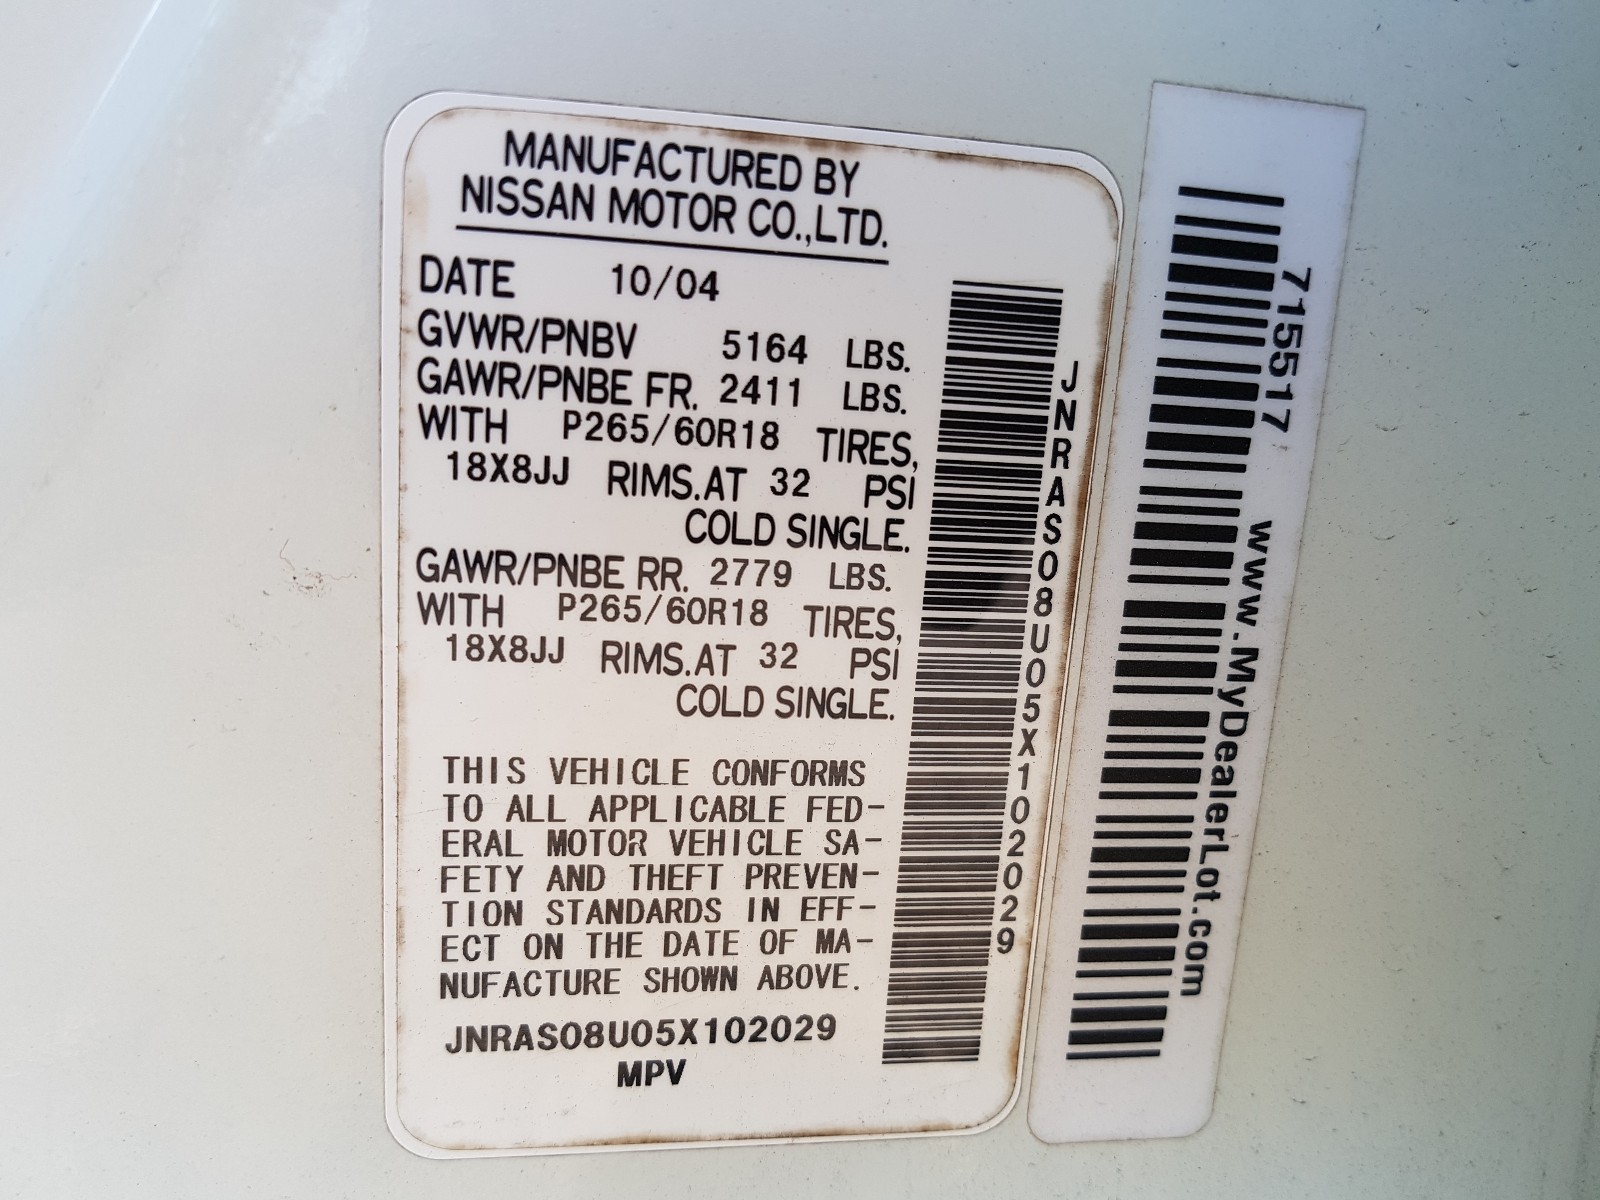 MANUFACTURED BY
NISSAN MOTOR CO.,LTD.
DATE 10/04
GVWR/PNBV 5164 LBS.
GAWR/PNBE FR. 2411 LBS.
WITH P265/60R18 TIRES,
18X8JJ RIMS.AT 32 PSI
COLD SINGLE.
GAWR/PNBE RR. 2779 LBS.
WITH P265/60R18 TIRES,
18X8JJ RIMS.AT 32 PSI
COLD SINGLE.
THIS VEHICLE CONFORMS
TO ALL APPLICABLE FED-
ERAL MOTOR VEHICLE SA-
FETY AND THEFT PREVEN-
TION STANDARDS IN EFF-
ECT ON THE DATE OF MA-
NUFACTURE SHOWN ABOVE.
JNRAS08U05X102029
MPV
JNRAS08U05X102029
715517
www.MyDealerLot.com